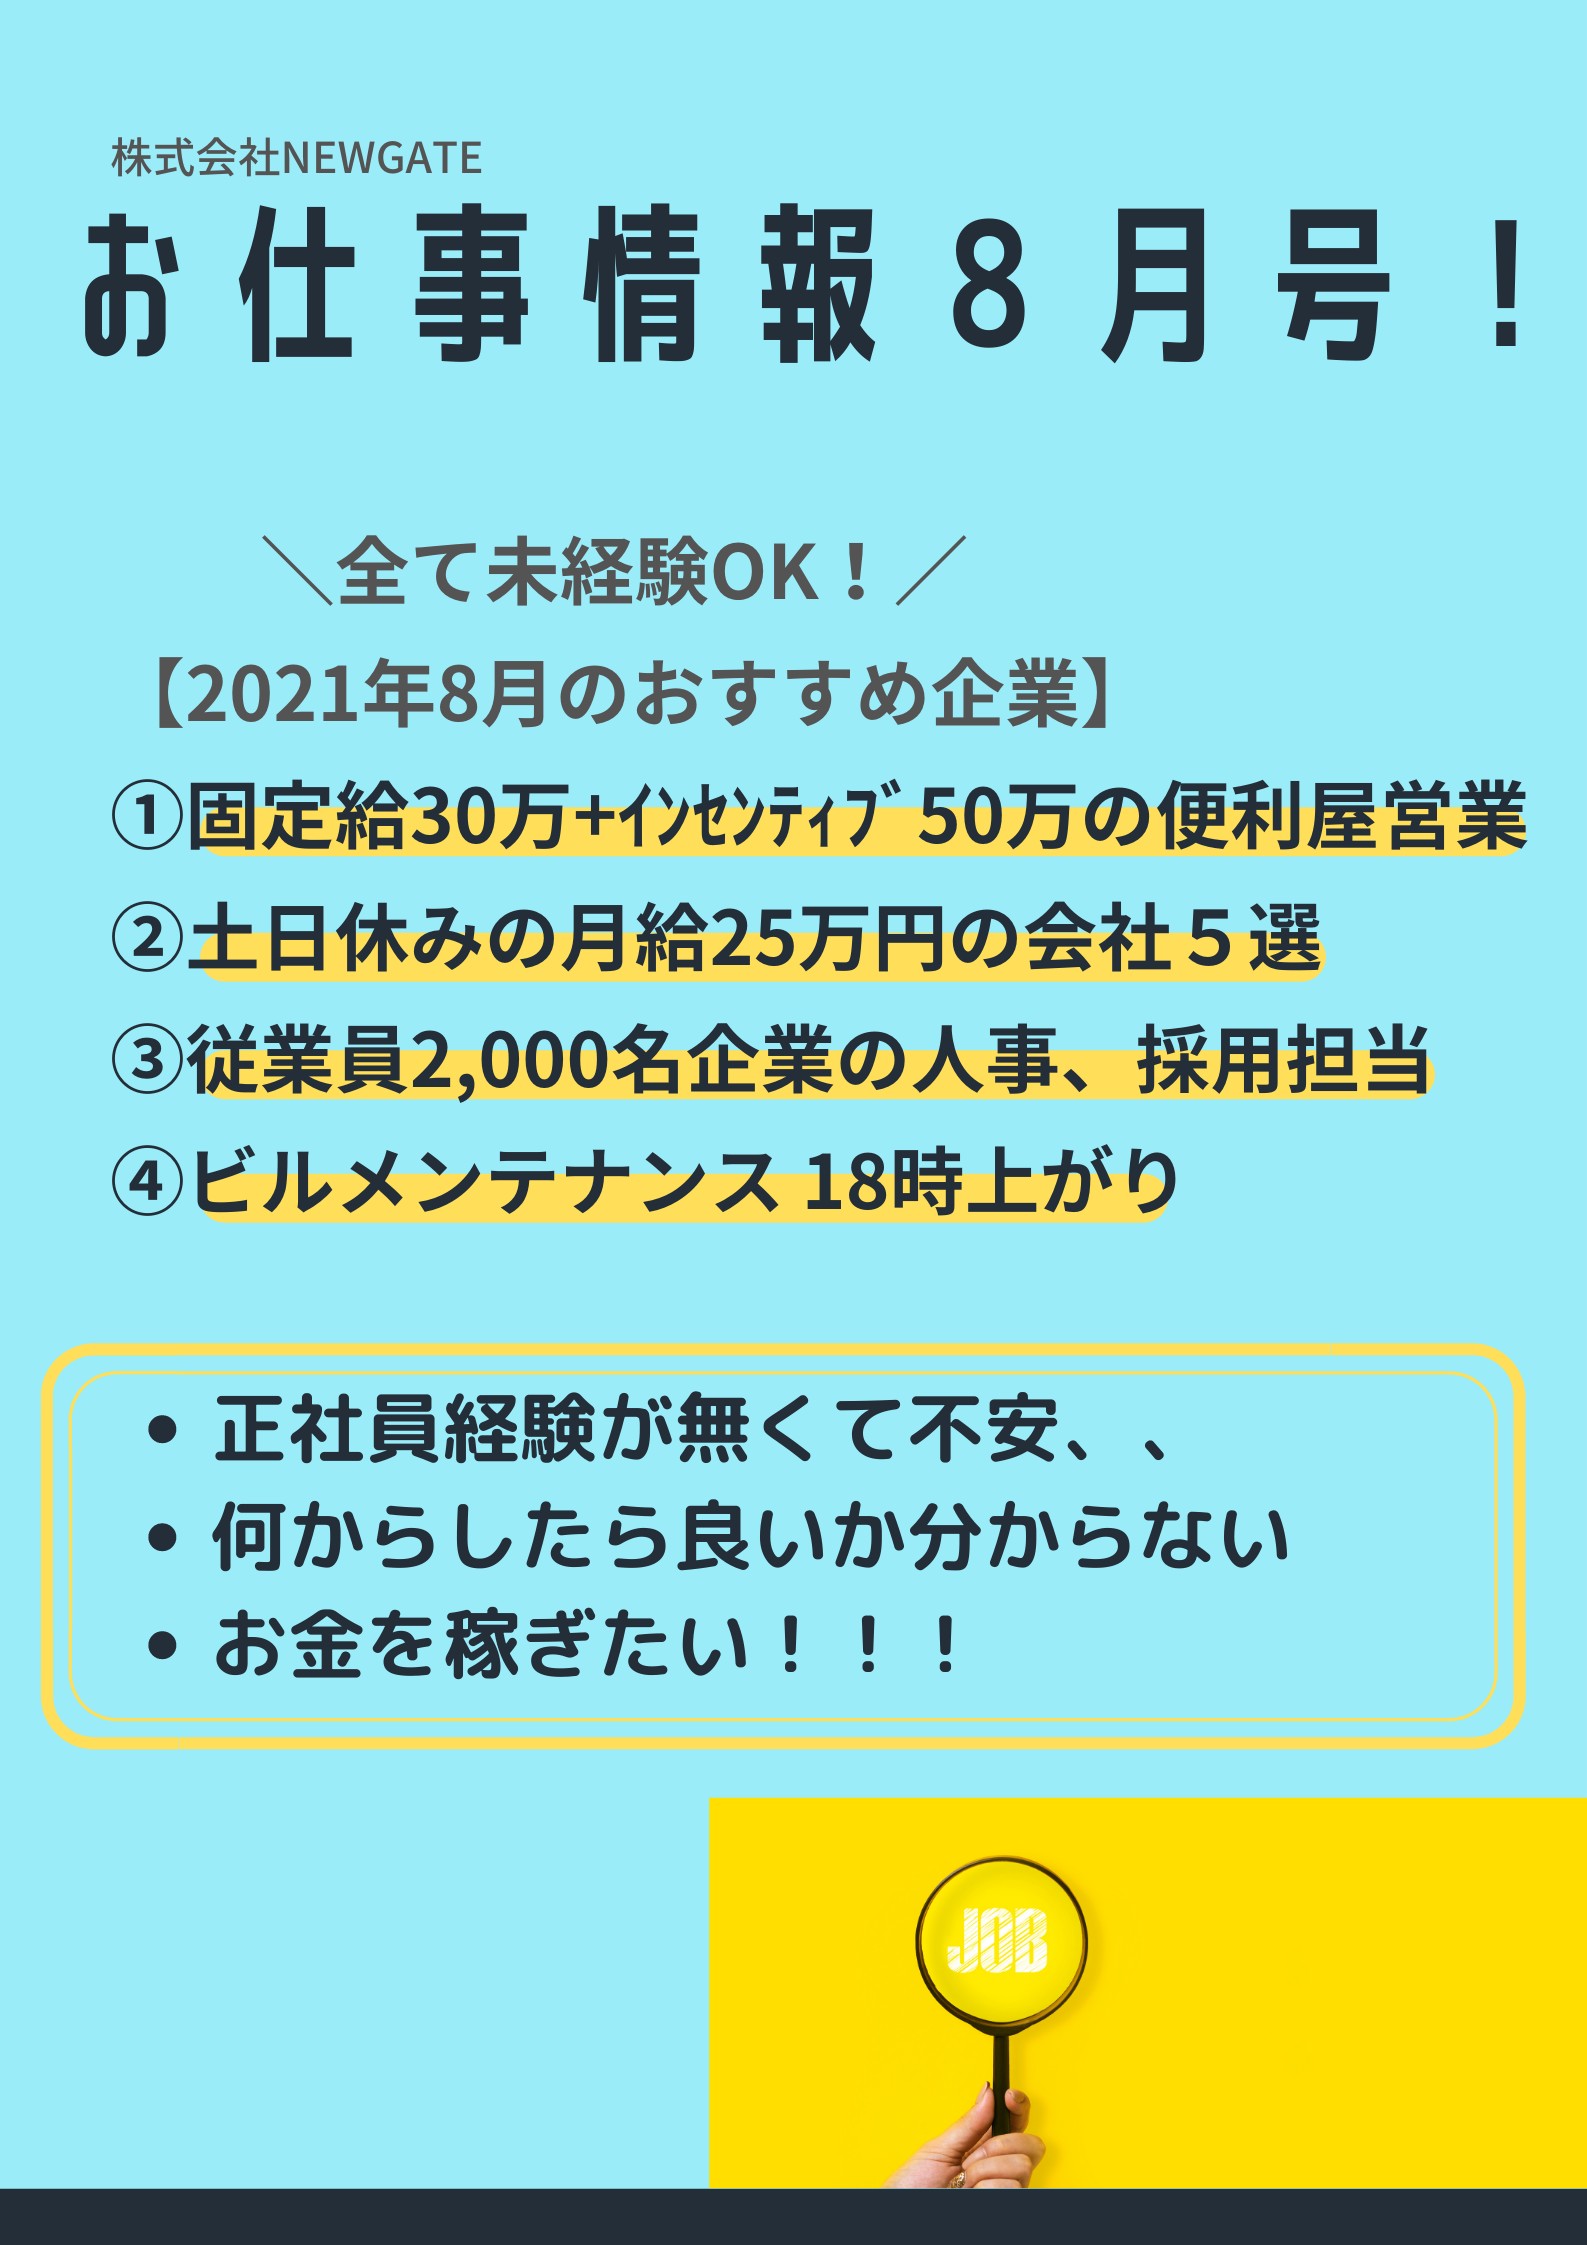 株式会社NEWGATE
お仕事情報８月号！
＼全て未経験OK！／
【2021年8月のおすすめ企業】
①固定給30万+ｲﾝｾﾝﾃｨﾌﾞ 50万の便利屋営業
②土日休みの月給25万円の会社５選
③従業員2,000名企業の人事、採用担当
④ビルメンテナンス 18時上がり
• 正社員経験が無くて不安、、
• 何からしたら良いか分からない
• お金を稼ぎたい！！！
JOB